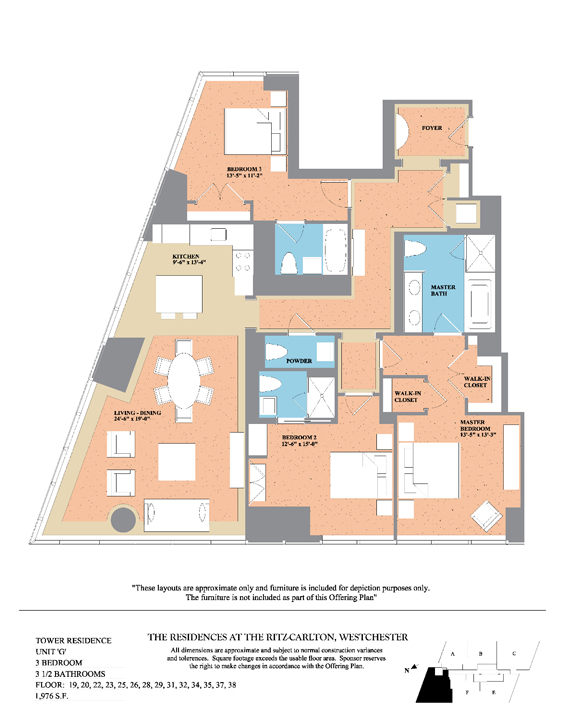 FOYER
BEDROOM 3
13'-5" x 11'-2"
KITCHEN
9'-6" x 13'-4"
MASTER
BATH
POWDER
WALK-IN
CLOSET
WALK-IN
CLOSET
LIVING - DINING
24'-6" x 19'-0"
BEDROOM 2
12'-6" x 15'-0"
MASTER
BEDROOM
13'-5" x 13'-3"
"These layouts are approximate only and furniture is included for depiction purposes only.
The furniture is not included as part of this Offering Plan"
TOWER RESIDENCE
UNIT 'G'
3 BEDROOM
3 1/2 BATHROOMS
FLOOR: 19, 20, 22, 23, 25, 26, 28, 29, 31, 32, 34, 35, 37, 38
1,976 S.F.
THE RESIDENCES AT THE RITZ-CARLTON, WESTCHESTER
All dimensions are approximate and subject to normal construction variances
and tolerences. Square footage exceeds the usable floor area. Sponsor reserves
the right to make changes in accordance with the Offering Plan.
A B C
N
F E